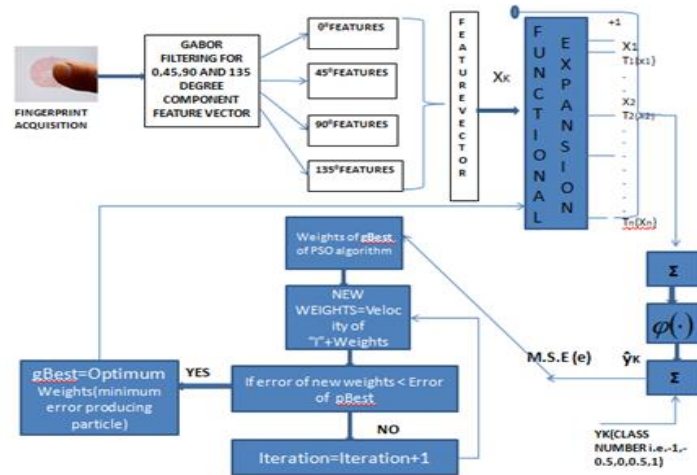 FINGERPRINT
ACQUISITION
GABOR
FILTERING FOR
0,45,90 AND 135
DEGREE
COMPONENT
FEATURE VECTOR
0⁰FEATURES
45⁰FEATURES
90⁰FEATURES
135⁰FEATURES
FEATURE VECTOR
XK
FUNCTIONAL
EXPANSION
+1
X1
T1(x1)
X2
T2(x2)
Tn(Xn)
Σ
φ(·)
Σ
ŷK
M.S.E (e)
YK(CLASS
NUMBER i.e.-1,-
0.5,0,0.5,1)
Weights of gBest
of PSO algorithm
NEW
WEIGHTS=Veloc
ity of
"I"+Weights
If error of new weights < Error
of pBest
YES
gBest=Optimum
Weights(minimum
error producing
particle)
NO
Iteration=Iteration+1